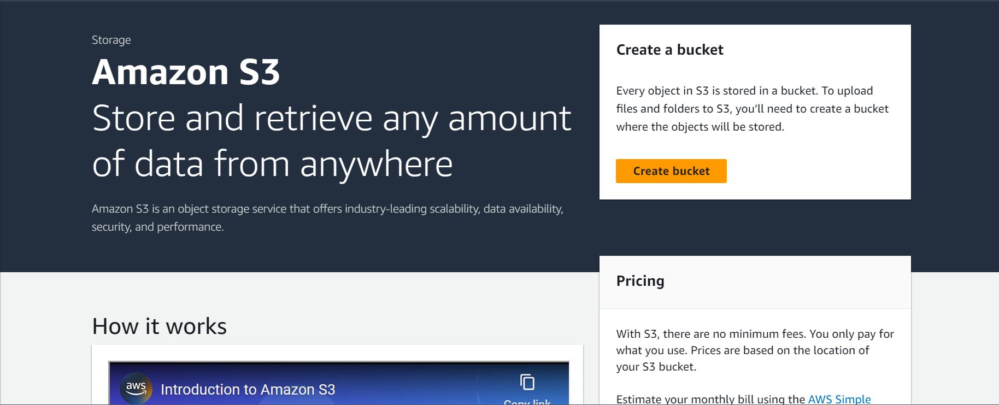 Storage
Amazon S3
Store and retrieve any amount
of data from anywhere
Amazon S3 is an object storage service that offers industry-leading scalability, data availability,
security, and performance.
Create a bucket
Every object in S3 is stored in a bucket. To upload
files and folders to S3, you’ll need to create a bucket
where the objects will be stored.
Create bucket
Pricing
With S3, there are no minimum fees. You only pay for
what you use. Prices are based on the location of
your S3 bucket.
Estimate your monthly bill using the AWS Simple
How it works
aws
Introduction to Amazon S3
Copy link